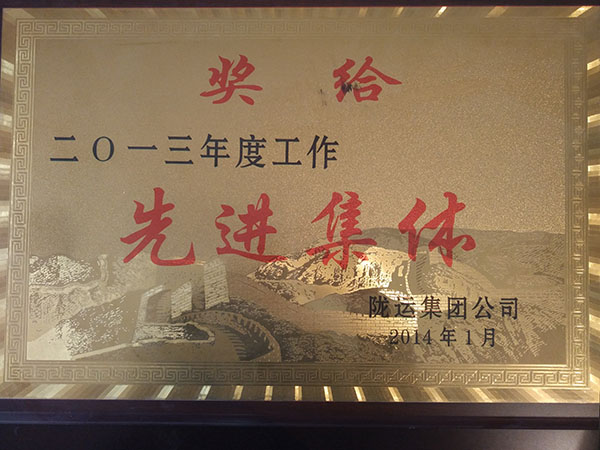 奖给
二〇一三年度工作
先进集体
陇运集团公司
2014年1月